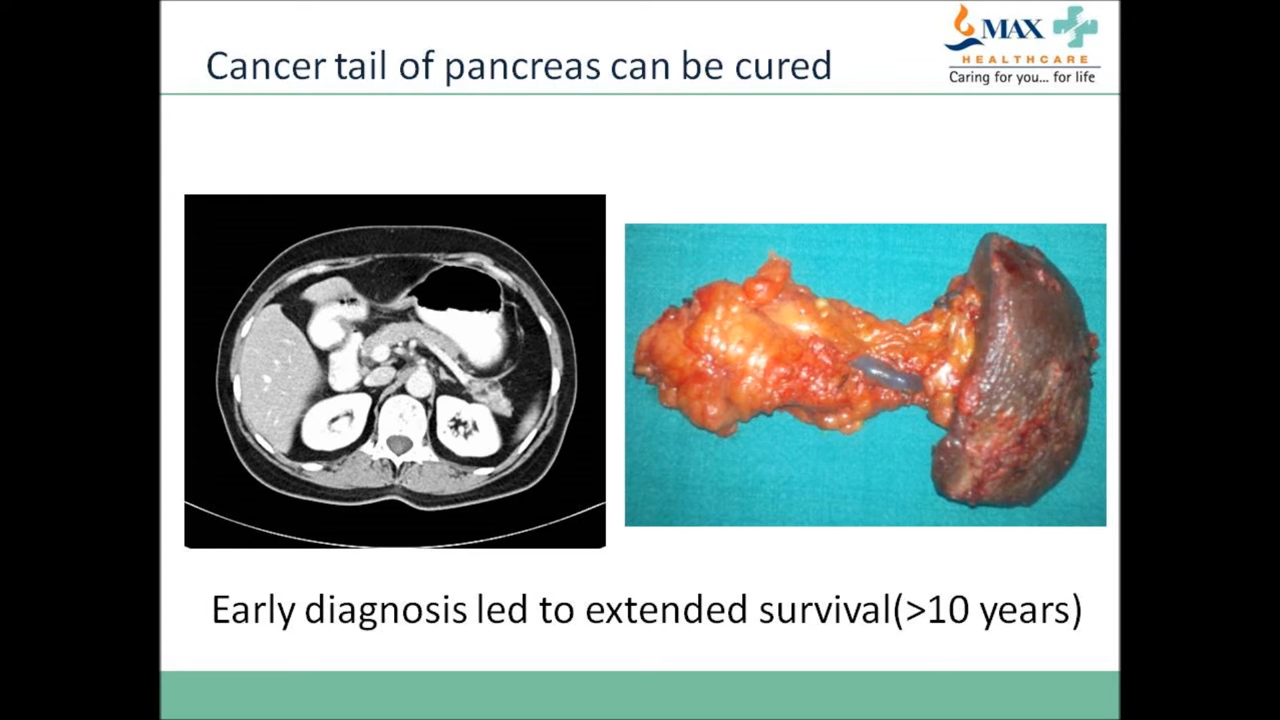 Cancer tail of pancreas can be cured
MAX
HEALTHCARE
Caring for you... for life
Early diagnosis led to extended survival(>10 years)